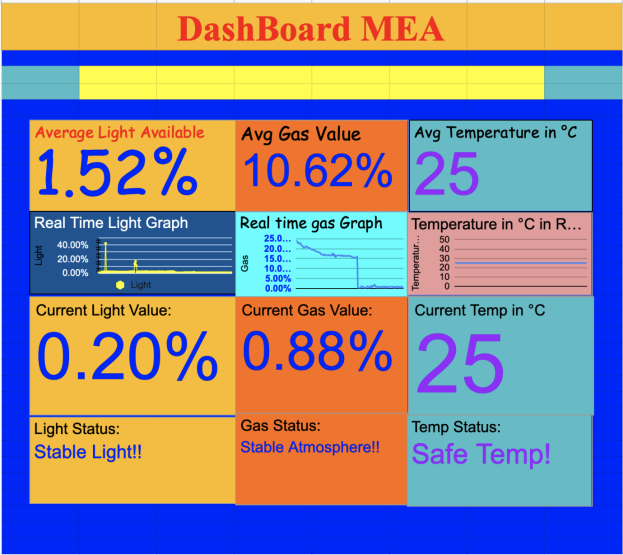 DashBoard MEA
Average Light Available
1.52%
Avg Gas Value
10.62%
Avg Temperature in °C
25
Real Time Light Graph
Light
40.00%
20.00%
0.00%
Light
Real time gas Graph
Gas
25.0...
20.0...
15.0...
10.0...
5.00%
0.00%
Temperature in °C in R...
Temperatur...
50
40
30
20
10
0
Current Light Value:
0.20%
Current Gas Value:
0.88%
Current Temp in °C
25
Light Status:
Stable Light!!
Gas Status:
Stable Atmosphere!!
Temp Status:
Safe Temp!